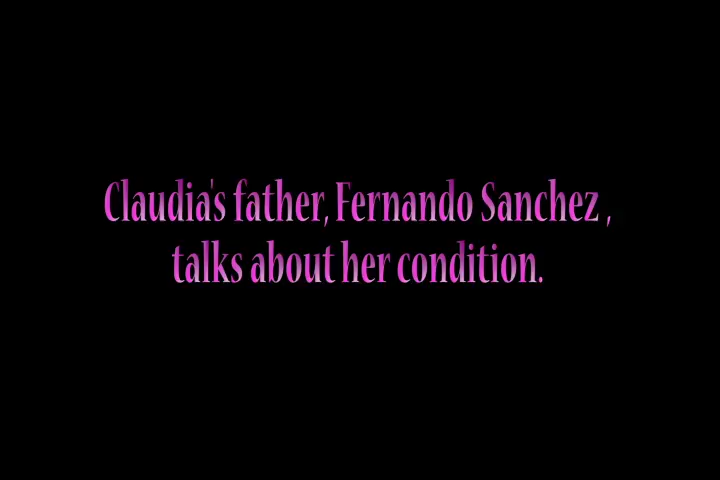 Claudia's father, Fernando Sanchez ,
talks about her condition.